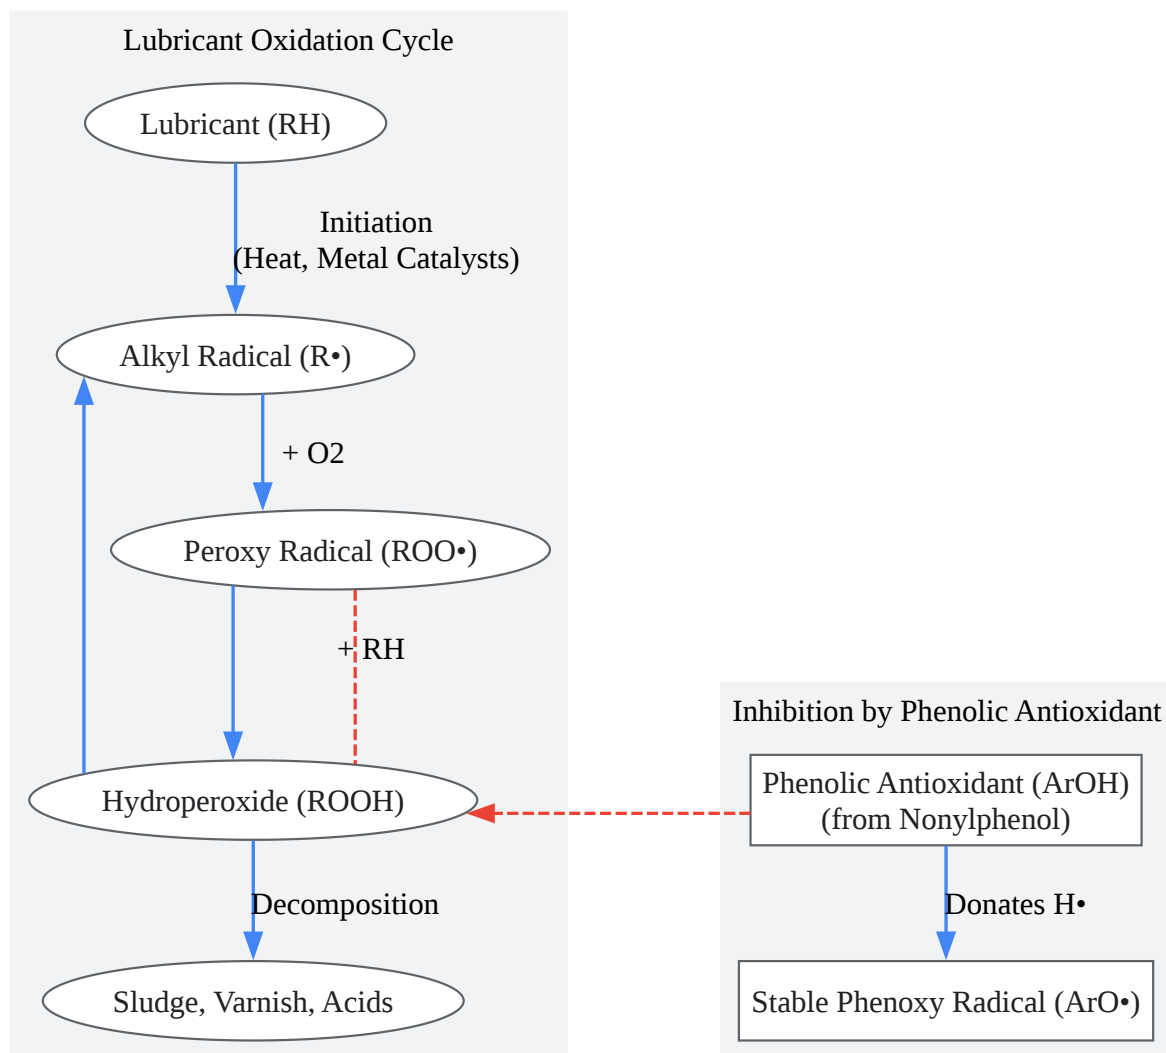 Lubricant Oxidation Cycle
Lubricant (RH)
Initiation
(Heat, Metal Catalysts)
Alkyl Radical (R•)
+ O2
Peroxy Radical (ROO•)
+ RH
Hydroperoxide (ROOH)
Decomposition
Sludge, Varnish, Acids
Inhibition by Phenolic Antioxidant
Phenolic Antioxidant (ArOH)
(from Nonylphenol)
Donates H•
Stable Phenoxy Radical (ArO•)